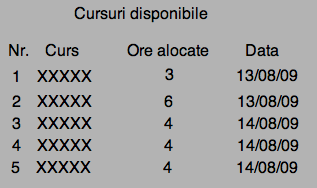 Cursuri disponibile
Nr. Curs Ore alocate Data
1 XXXXX 3 13/08/09
2 XXXXX 6 13/08/09
3 XXXXX 4 14/08/09
4 XXXXX 4 14/08/09
5 XXXXX 4 14/08/09